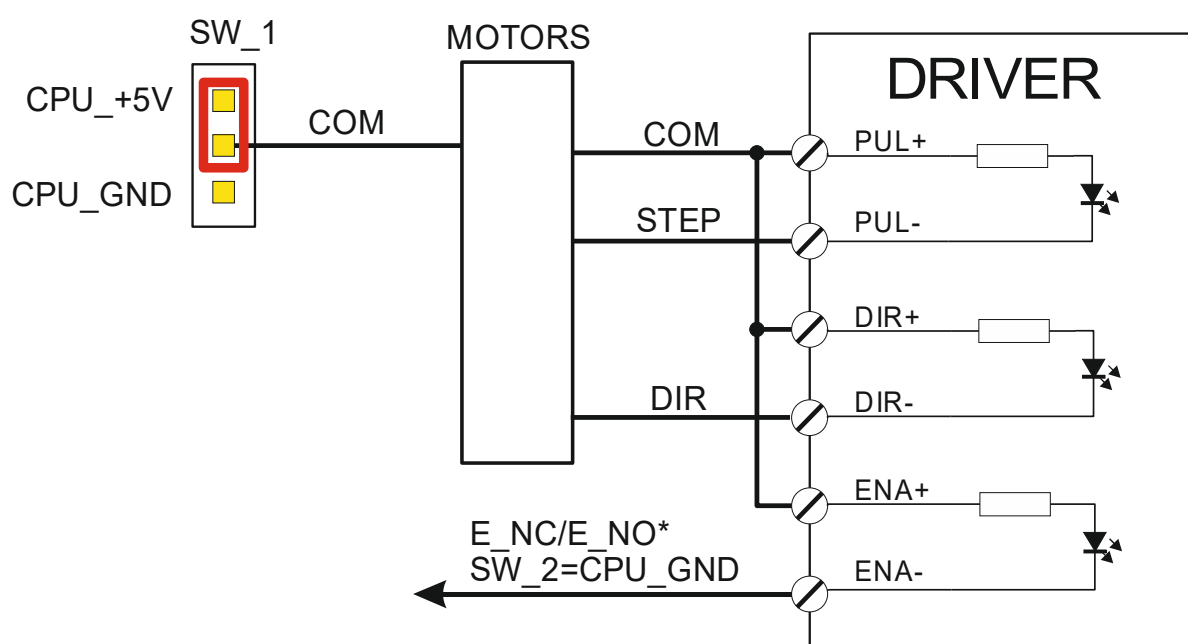 SW_1
MOTORS
DRIVER
CPU_+5V
COM
COM
PUL+
CPU_GND
STEP
PUL-
DIR+
DIR
DIR-
ENA+
E_NC/E_NO*
SW_2=CPU_GND
ENA-